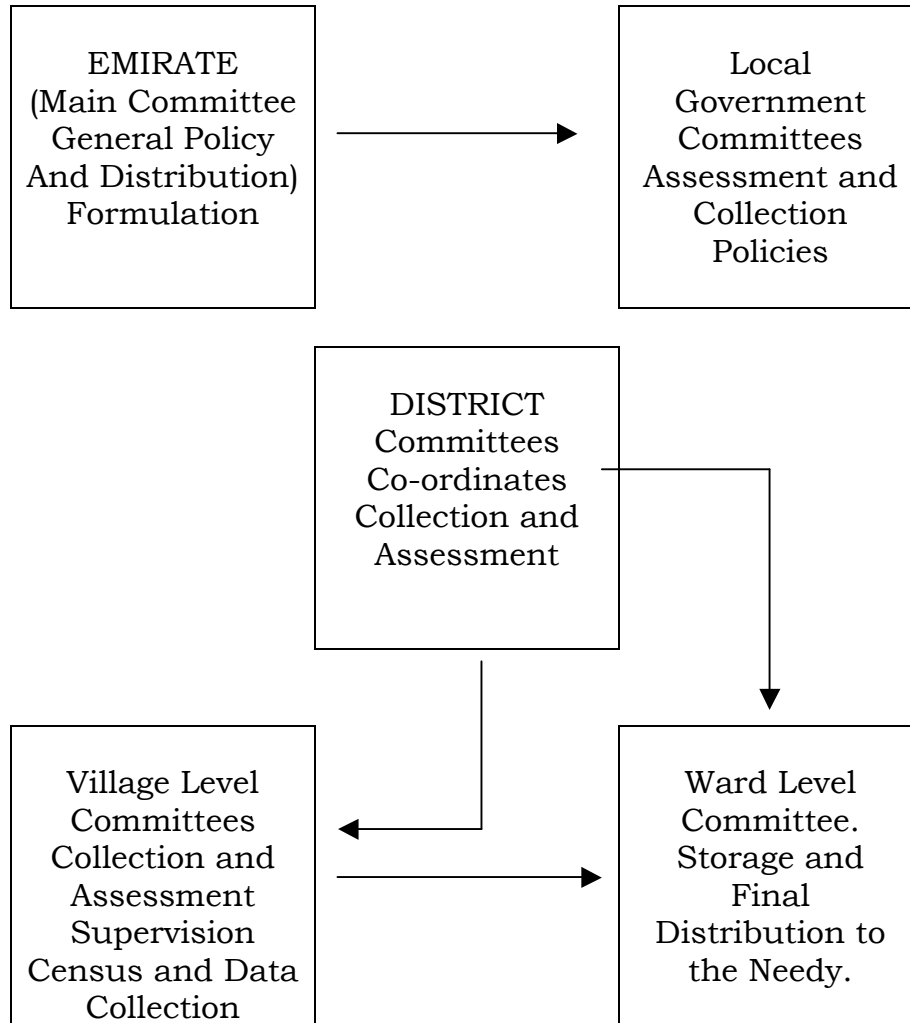 EMIRATE
(Main Committee
General Policy
And Distribution)
Formulation
Local
Government
Committees
Assessment and
Collection
Policies
DISTRICT
Committees
Co-ordinates
Collection and
Assessment
Village Level
Committees
Collection and
Assessment
Supervision
Census and Data
Collection
Ward Level
Committee.
Storage and
Final
Distribution to
the Needy.